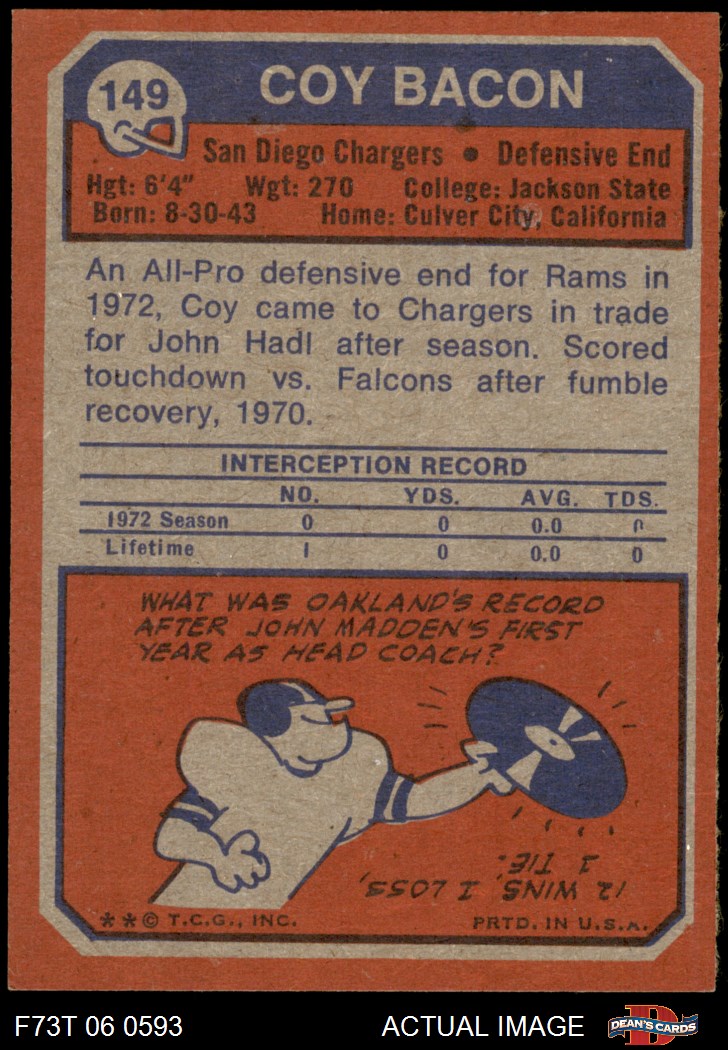 149
COY BACON
San Diego Chargers • Defensive End
Hgt: 6'4" Wgt: 270 College: Jackson State
Born: 8-30-43 Home: Culver City, California
An All-Pro defensive end for Rams in
1972, Coy came to Chargers in trade
for John Hadl after season. Scored
touchdown vs. Falcons after fumble
recovery, 1970.
INTERCEPTION RECORD
NO. YDS. AVG. TDS.
1972 Season 0 0 0.0 0
Lifetime 1 0 0.0 0
WHAT WAS OAKLAND'S RECORD
AFTER JOHN MADDEN'S FIRST
YEAR AS HEAD COACH?
12 WINS, 1 LOSS,
1 TIE.
**© T.C.G., INC. PRTD. IN U.S.A.
F73T 06 0593 ACTUAL IMAGE
D
DEAN'S CARDS